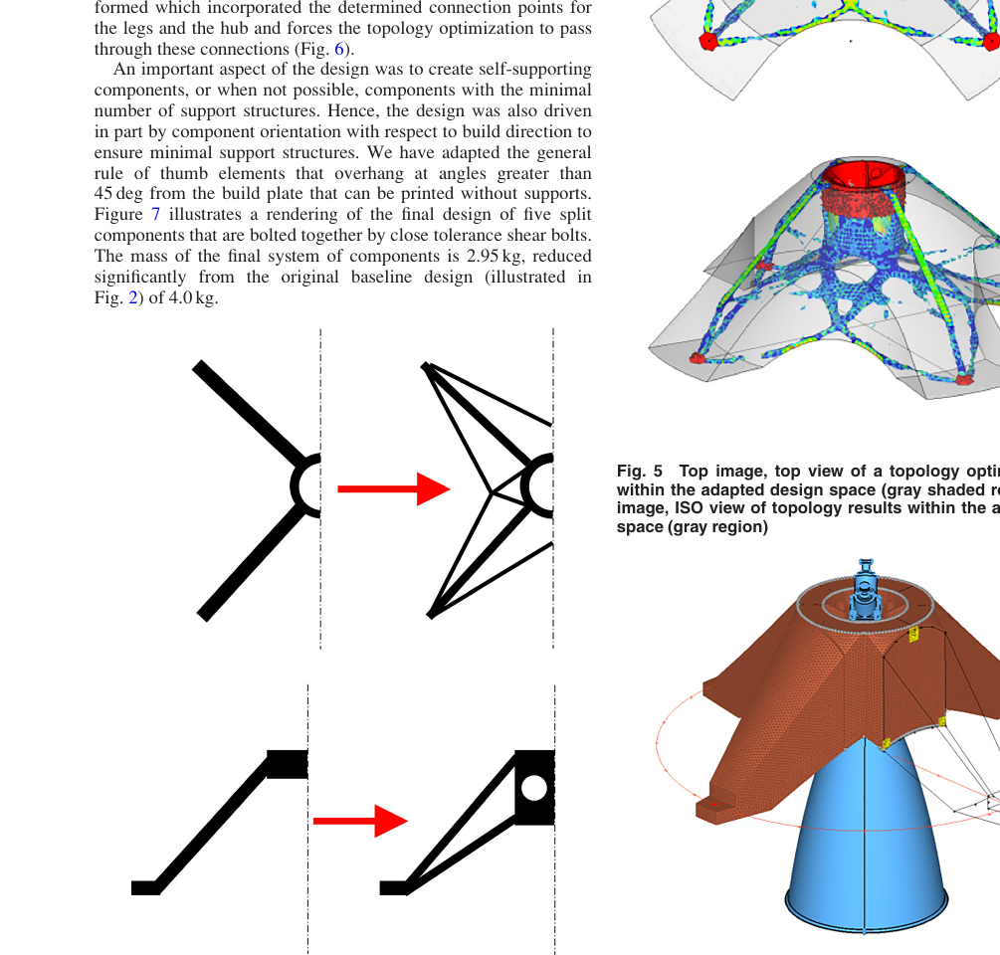 formed which incorporated the determined connection points for
the legs and the hub and forces the topology optimization to pass
through these connections (Fig. 6).
An important aspect of the design was to create self-supporting
components, or when not possible, components with the minimal
number of support structures. Hence, the design was also driven
in part by component orientation with respect to build direction to
ensure minimal support structures. We have adapted the general
rule of thumb elements that overhang at angles greater than
45 deg from the build plate that can be printed without supports.
Figure 7 illustrates a rendering of the final design of five split
components that are bolted together by close tolerance shear bolts.
The mass of the final system of components is 2.95 kg, reduced
significantly from the original baseline design (illustrated in
Fig. 2) of 4.0 kg.
Fig. 5 Top image, top view of a topology opti
within the adapted design space (gray shaded r
image, ISO view of topology results within the a
space (gray region)